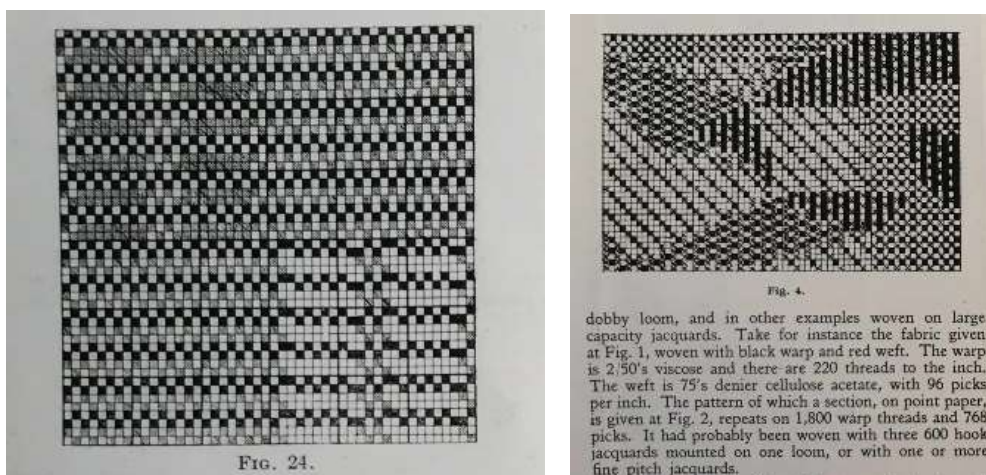 FIG. 24.
Fig. 4.
dobby loom, and in other examples woven on large
capacity jacquards. Take for instance the fabric given
at Fig. 1, woven with black warp and red weft. The warp
is 2/50's viscose and there are 220 threads to the inch.
The weft is 75's denier cellulose acetate, with 96 picks
per inch. The pattern of which a section, on point paper,
is given at Fig. 2, repeats on 1,800 warp threads and 768
picks. It had probably been woven with three 600 hook
jacquards mounted on one loom, or with one or more
fine pitch jacquards.